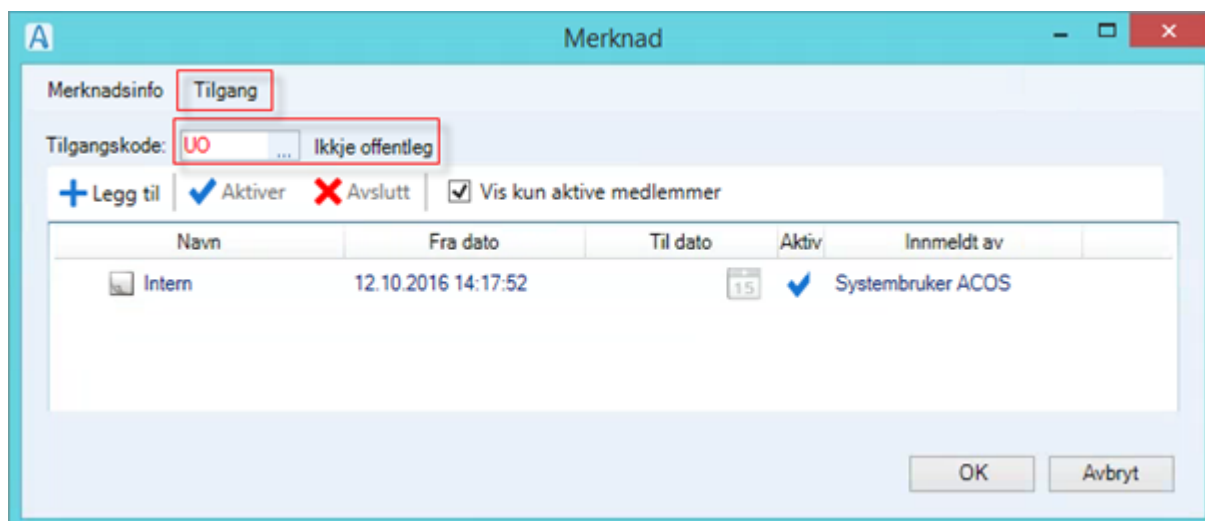 A Merknad
Merknadsinfo Tilgang
Tilgangskode: UO ... Ikkje offentleg
Legg til Aktiver Avslutt Vis kun aktive medlemmer
Navn Fra dato Til dato Aktiv Innmeldt av
Intern 12.10.2016 14:17:52 15 Systembruker ACOS
OK Avbryt